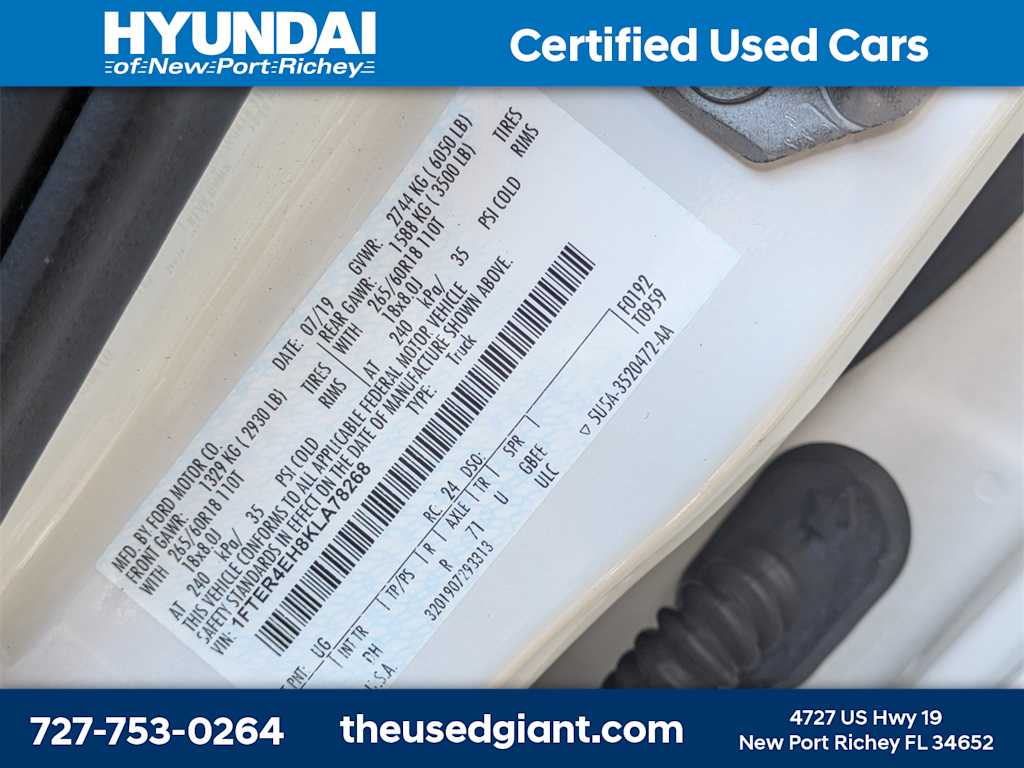 HYUNDAI
of New Port Richey
Certified Used Cars
MFD. BY FORD MOTOR CO.
DATE: 07/19
GVWR: 2744 KG ( 6050 LB)
FRONT GAWR: 1329 KG ( 2930 LB)
REAR GAWR: 1588 KG ( 3500 LB)
WITH 265/60R18 110T TIRES
WITH 265/60R18 110T TIRES
18x8.0J RIMS
18x8.0J RIMS
AT 240 kPa/ 35 PSI COLD
AT 240 kPa/ 35 PSI COLD
THIS VEHICLE CONFORMS TO ALL APPLICABLE FEDERAL MOTOR VEHICLE
SAFETY STANDARDS IN EFFECT ON THE DATE OF MANUFACTURE SHOWN ABOVE.
VIN: 1FTER4EH8KLA78268
TYPE: Truck
PNT: UG
RC: 24 DSO:
F0192
T0959
INT TR TP/PS R AXLE TR SPR
PH R 71 U GBEE
U.S.A. 3201907293313 ULC
▽ 5U5A-3520472-AA
727-753-0264
theusedgiant.com
4727 US Hwy 19
New Port Richey FL 34652